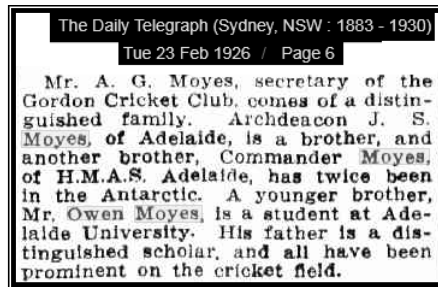 The Daily Telegraph (Sydney, NSW : 1883 - 1930)
Tue 23 Feb 1926 / Page 6
Mr. A. G. Moyes, secretary of the
Gordon Cricket Club, comes of a distin-
guished family. Archdeacon J. S.
Moyes, of Adelaide, is a brother, and
another brother, Commander Moyes,
of H.M.A.S. Adelaide, has twice been
in the Antarctic. A younger brother,
Mr. Owen Moyes, is a student at Ade-
laide University. His father is a dis-
tinguished scholar, and all have been
prominent on the cricket field.